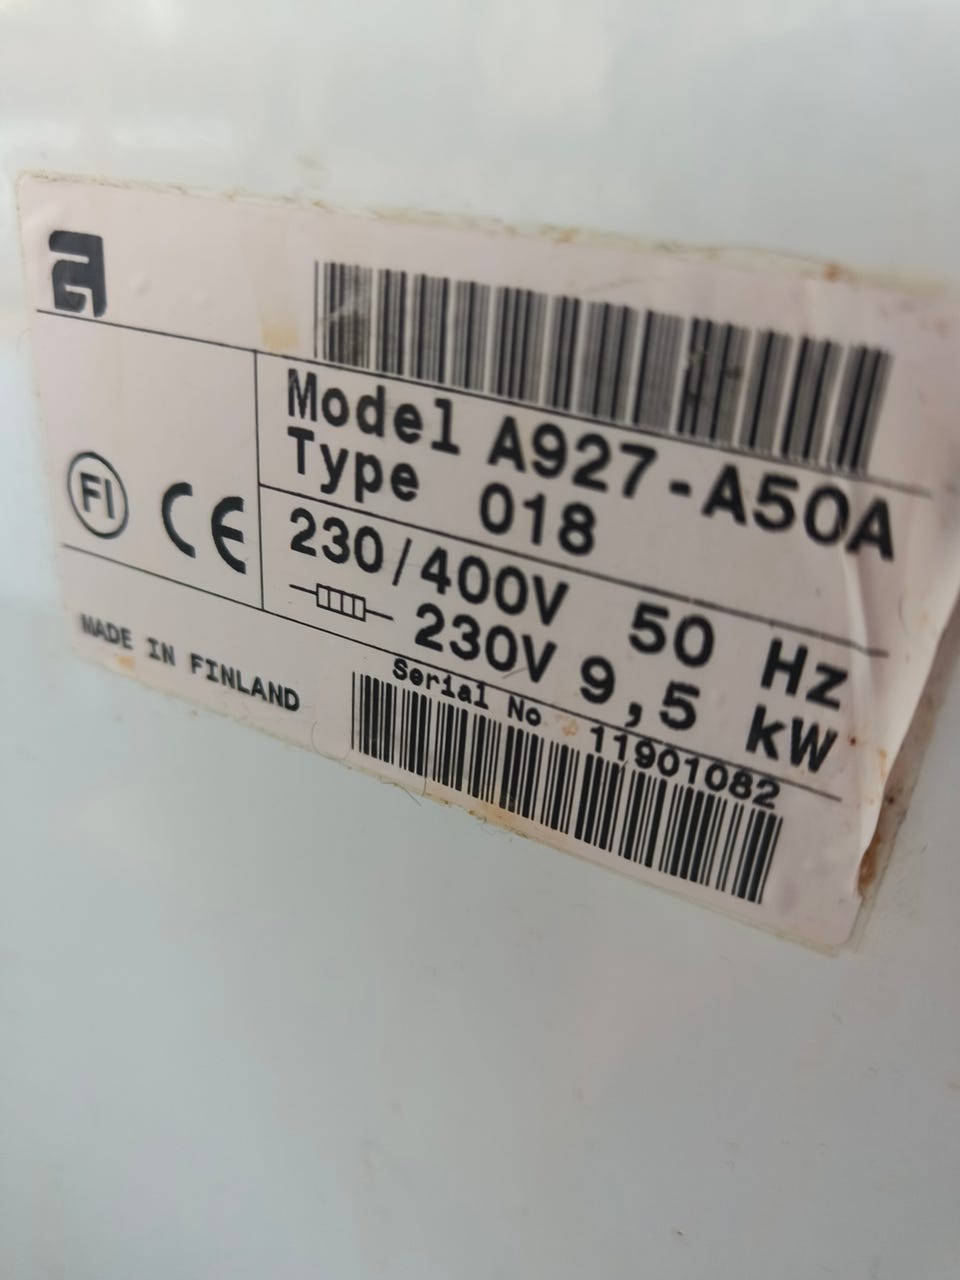 Model A927-A50A
Type 018
230/400V 50 Hz
230V 9,5 kW
FI CE
MADE IN FINLAND
Serial No 11901082